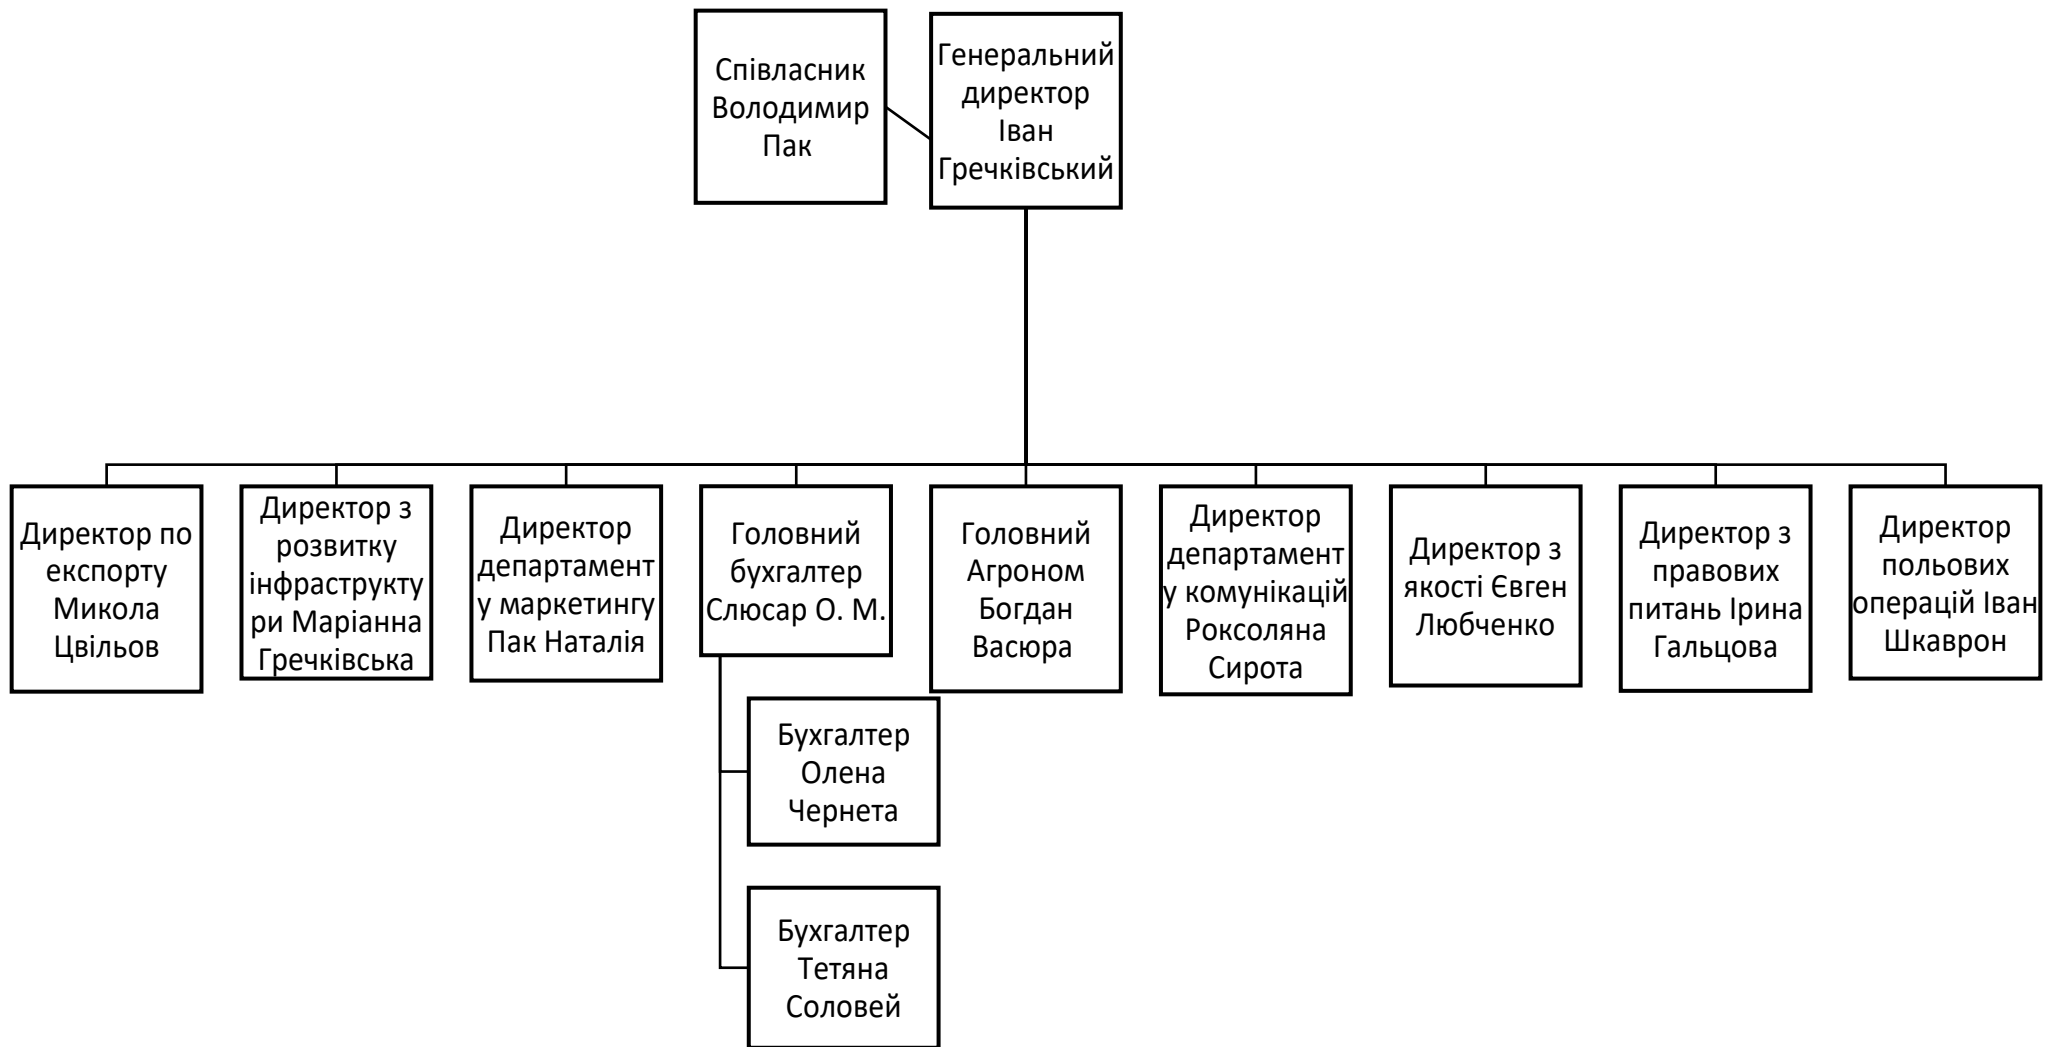 Співласник
Володимир
Пак
Генеральний
директор
Іван
Гречківський
Директор по
експорту
Микола
Цвільов
Директор з
розвитку
інфраструкту
ри Маріанна
Гречківська
Директор
департамент
у маркетингу
Пак Наталія
Головний
бухгалтер
Слюсар О. М.
Головний
Агроном
Богдан
Васюра
Директор
департамент
у комунікацій
Роксоляна
Сирота
Директор з
якості Євген
Любченко
Директор з
правових
питань Ірина
Гальцова
Директор
польових
операцій Іван
Шкаврон
Бухгалтер
Олена
Чернета
Бухгалтер
Тетяна
Соловей